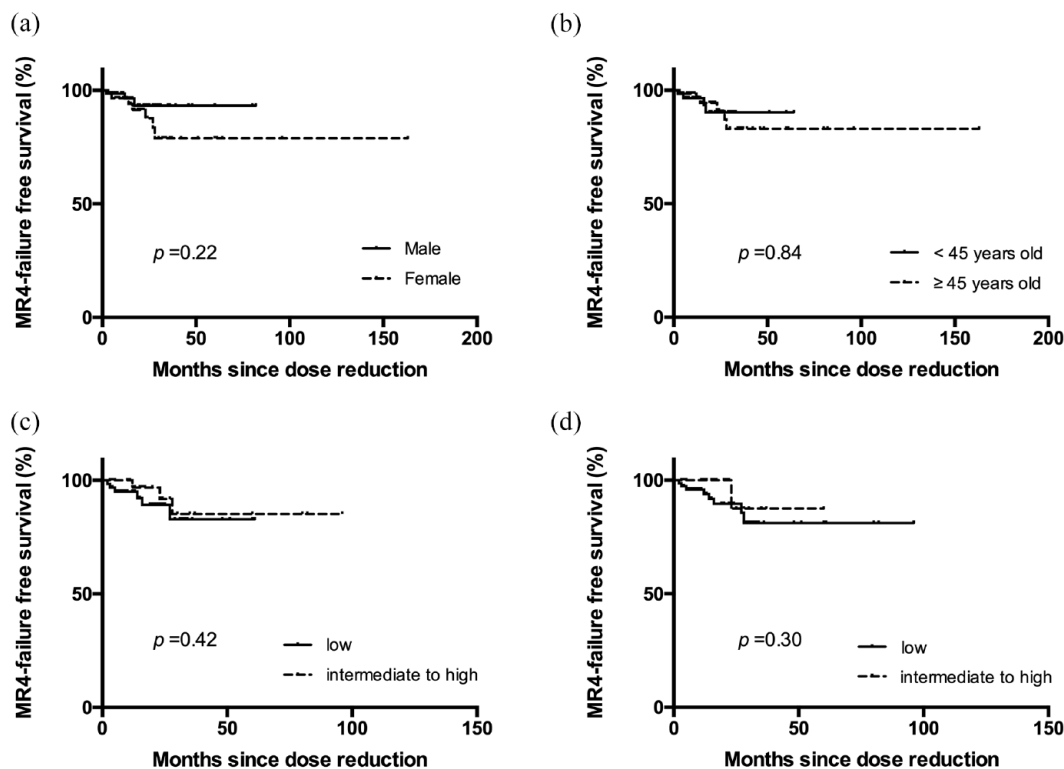 (a)
MR4-failure free survival (%)
100
50
0
p =0.22
Male
Female
0 50 100 150 200
Months since dose reduction
(b)
MR4-failure free survival (%)
100
50
0
p =0.84
< 45 years old
≥ 45 years old
0 50 100 150 200
Months since dose reduction
(c)
MR4-failure free survival (%)
100
50
0
p =0.42
low
intermediate to high
0 50 100 150
Months since dose reduction
(d)
MR4-failure free survival (%)
100
50
0
p =0.30
low
intermediate to high
0 50 100 150
Months since dose reduction